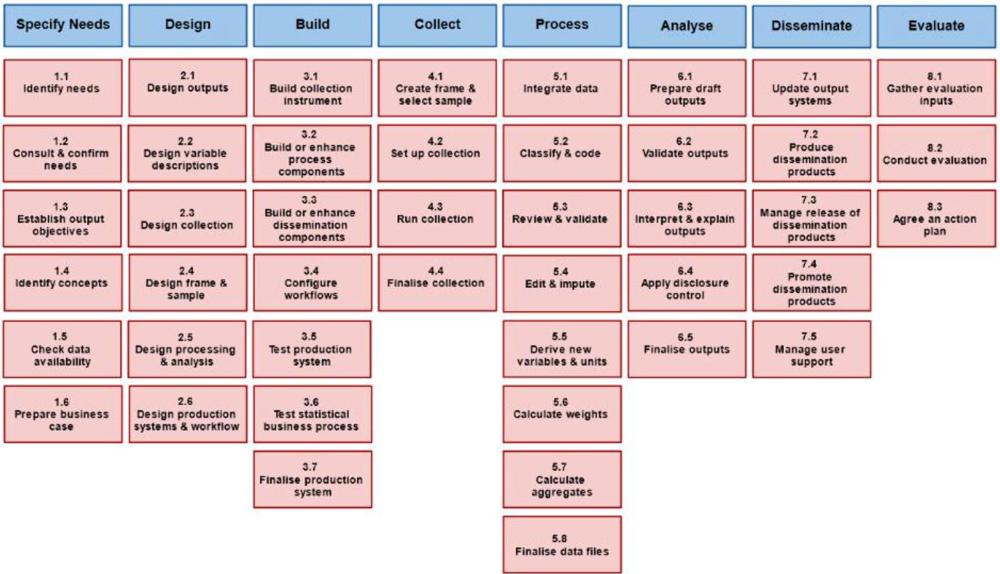 Specify Needs
Design
Build
Collect
Process
Analyse
Disseminate
Evaluate
1.1
Identify needs
2.1
Design outputs
3.1
Build collection
instrument
4.1
Create frame &
select sample
5.1
Integrate data
6.1
Prepare draft
outputs
7.1
Update output
systems
8.1
Gather evaluation
inputs
1.2
Consult & confirm
needs
2.2
Design variable
descriptions
3.2
Build or enhance
process
components
4.2
Set up collection
5.2
Classify & code
6.2
Validate outputs
7.2
Produce
dissemination
products
8.2
Conduct evaluation
1.3
Establish output
objectives
2.3
Design collection
3.3
Build or enhance
dissemination
components
4.3
Run collection
5.3
Review & validate
6.3
Interpret & explain
outputs
7.3
Manage release of
dissemination
products
8.3
Agree an action
plan
1.4
Identify concepts
2.4
Design frame &
sample
3.4
Configure
workflows
4.4
Finalise collection
5.4
Edit & impute
6.4
Apply disclosure
control
7.4
Promote
dissemination
products
1.5
Check data
availability
2.5
Design processing
& analysis
3.5
Test production
system
5.5
Derive new
variables & units
6.5
Finalise outputs
7.5
Manage user
support
1.6
Prepare business
case
2.6
Design production
systems & workflow
3.6
Test statistical
business process
5.6
Calculate weights
3.7
Finalise production
system
5.7
Calculate
aggregates
5.8
Finalise data files